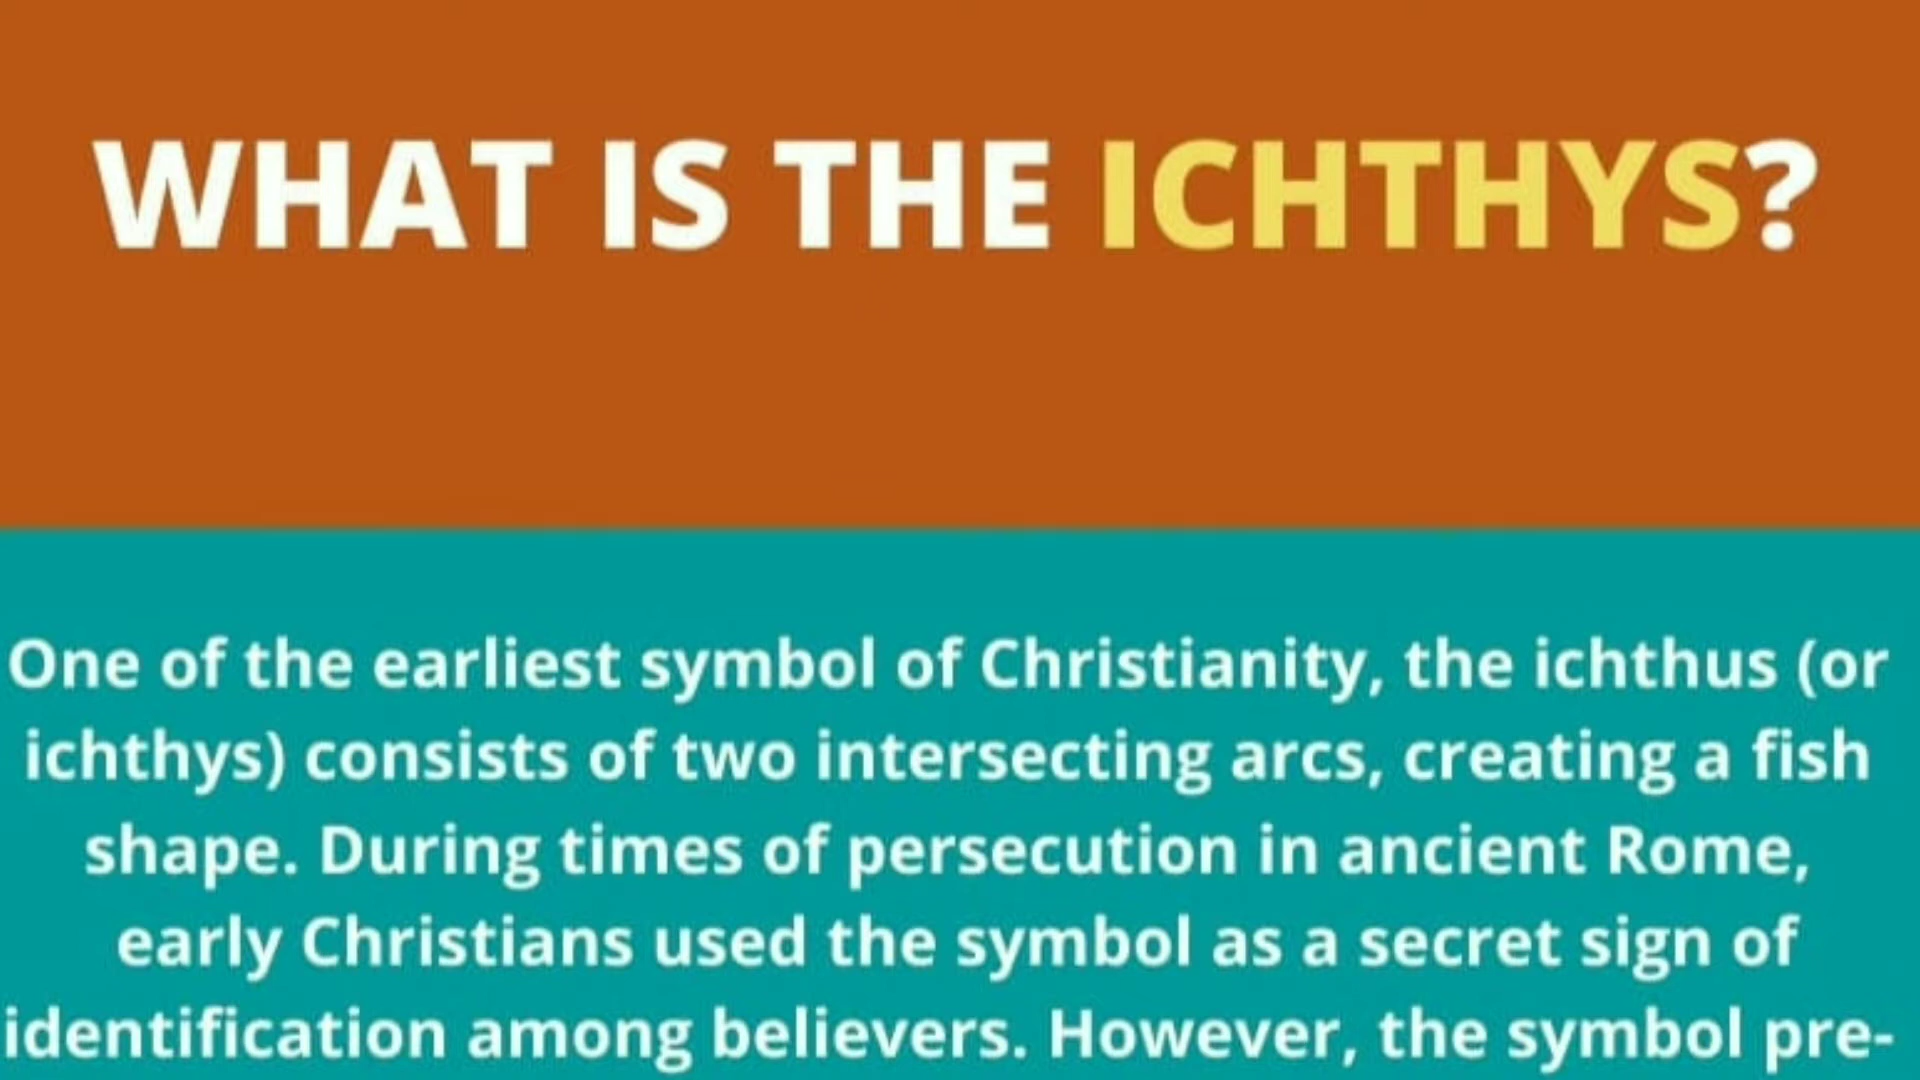 WHAT IS THE ICHTHYS?
One of the earliest symbol of Christianity, the ichthus (or
ichthys) consists of two intersecting arcs, creating a fish
shape. During times of persecution in ancient Rome,
early Christians used the symbol as a secret sign of
identification among believers. However, the symbol pre-